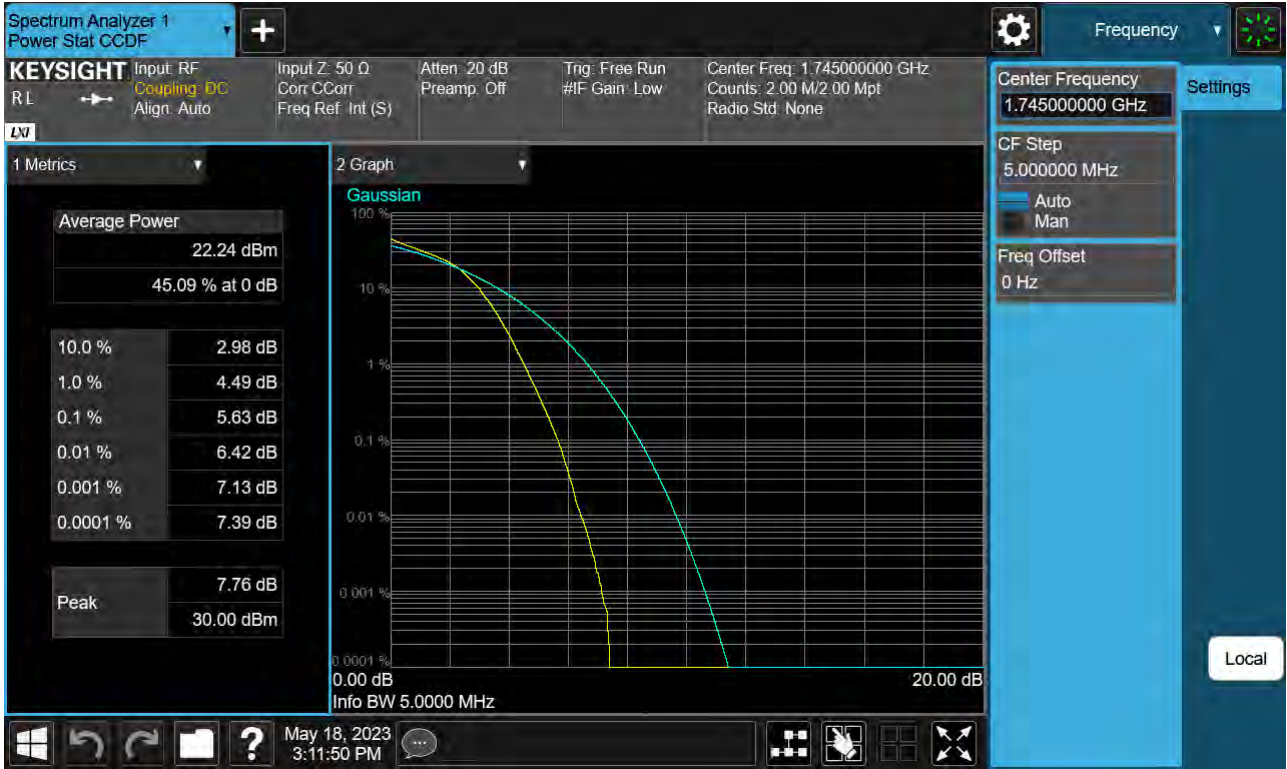 Spectrum Analyzer 1
Power Stat CCDF
Frequency
KEYSIGHT
R L
LXI
Input: RF
Coupling: DC
Align: Auto
Input Z: 50 Ω
Corr CCorr
Freq Ref: Int (S)
Atten: 20 dB
Preamp: Off
Trig: Free Run
#IF Gain: Low
Center Freq: 1.745000000 GHz
Counts: 2.00 M/2.00 Mpt
Radio Std: None
Center Frequency
1.745000000 GHz
Settings
CF Step
5.000000 MHz
Auto
Man
Freq Offset
0 Hz
1 Metrics
Average Power
22.24 dBm
45.09 % at 0 dB
10.0 % 2.98 dB
1.0 % 4.49 dB
0.1 % 5.63 dB
0.01 % 6.42 dB
0.001 % 7.13 dB
0.0001 % 7.39 dB
Peak
7.76 dB
30.00 dBm
2 Graph
Gaussian
100 %
10 %
1 %
0.1 %
0.01 %
0.001 %
0.0001 %
0.00 dB 20.00 dB
Info BW 5.0000 MHz
Local
?
May 18, 2023
3:11:50 PM